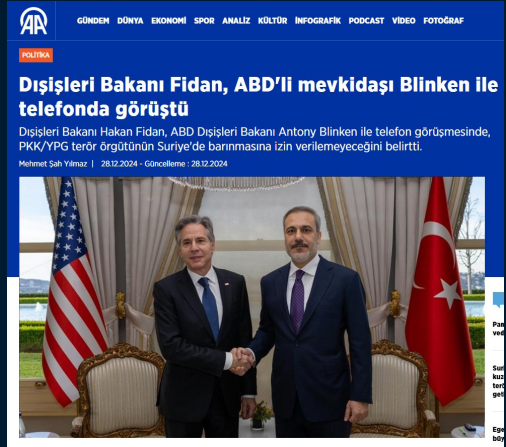 AA
GÜNDEM DÜNYA EKONOMİ SPOR ANALİZ KÜLTÜR İNFOGRAFİK PODCAST VİDEO FOTOĞRAF
POLİTİKA
Dışişleri Bakanı Fidan, ABD'li mevkidaşı Blinken ile
telefonda görüştü
Dışişleri Bakanı Hakan Fidan, ABD Dışişleri Bakanı Antony Blinken ile telefon görüşmesinde,
PKK/YPG terör örgütünün Suriye'de barınmasına izin verilemeyeceğini belirtti.
Mehmet Şah Yılmaz | 28.12.2024 - Güncelleme : 28.12.2024